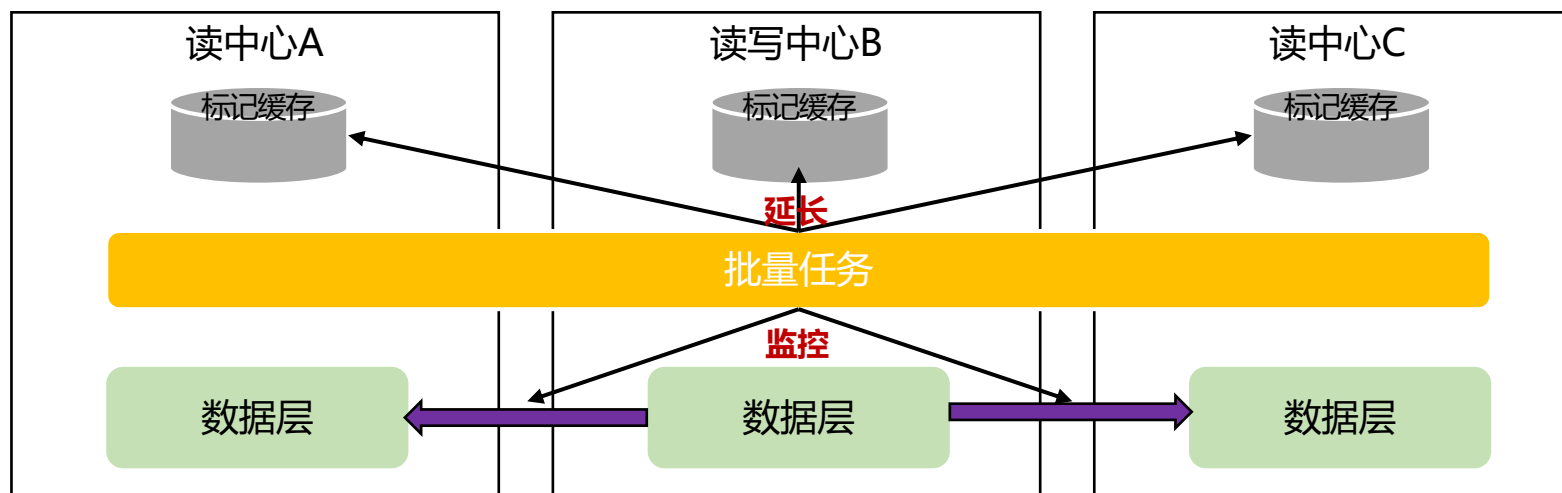 读中心A
读写中心B
读中心C
标记缓存
标记缓存
标记缓存
延长
批量任务
监控
数据层
数据层
数据层